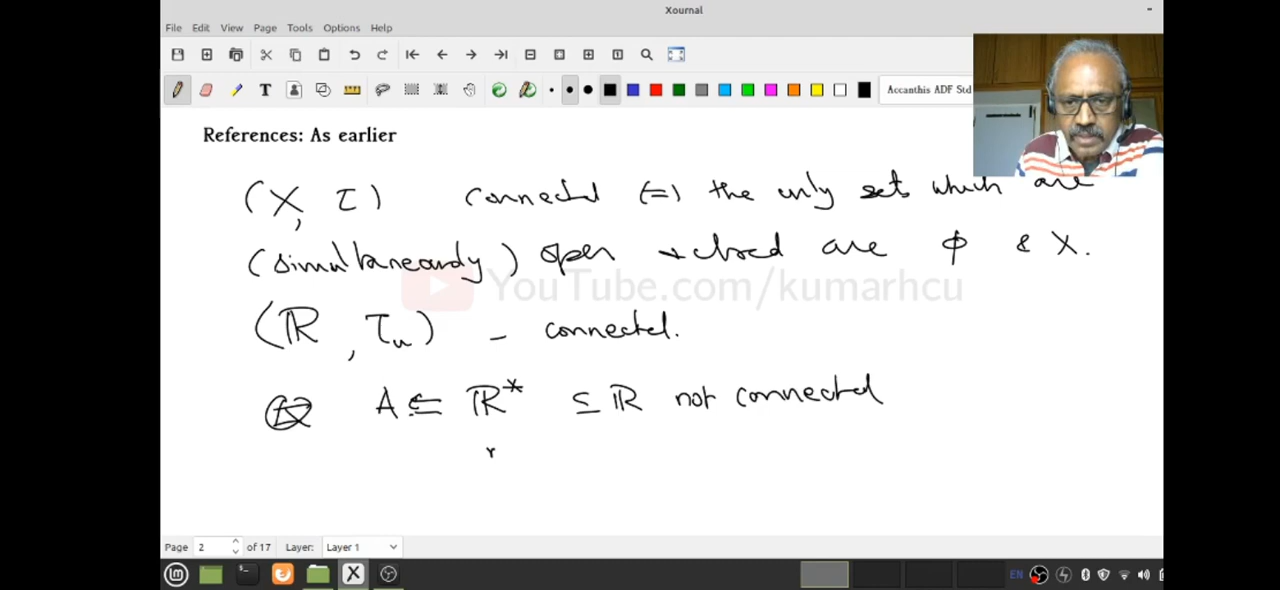 Xournal
File Edit View Page Tools Options Help
Accanthis ADF Std
References: As earlier
(X, τ) connected (=) the only sets which are
(simultaneously) open & closed are φ & X.
YouTube.com/kumarhcu
(ℝ, τu) - connected.
A ⊆ ℝ* ⊆ ℝ not connected
Page 2 of 17 Layer: Layer 1
EN